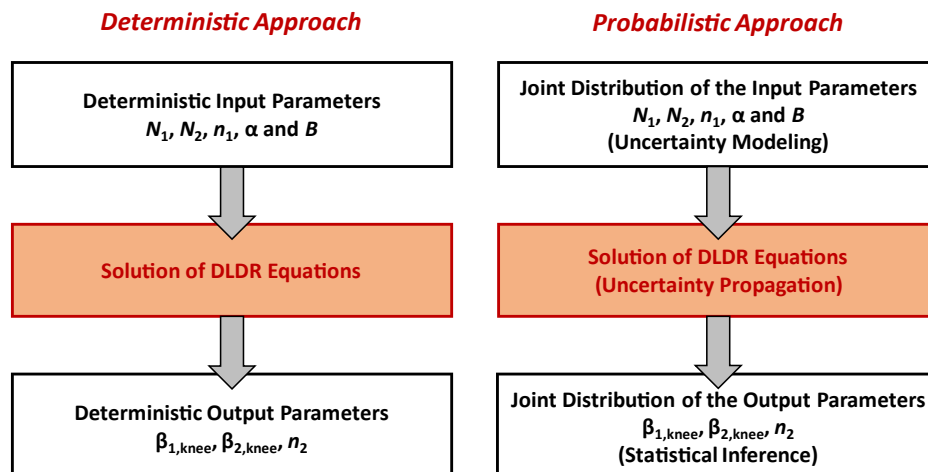 Deterministic Approach
Deterministic Input Parameters
N₁, N₂, n₁, α and B
Solution of DLDR Equations
Deterministic Output Parameters
β₁,knee, β₂,knee, n₂
Probabilistic Approach
Joint Distribution of the Input Parameters
N₁, N₂, n₁, α and B
(Uncertainty Modeling)
Solution of DLDR Equations
(Uncertainty Propagation)
Joint Distribution of the Output Parameters
β₁,knee, β₂,knee, n₂
(Statistical Inference)